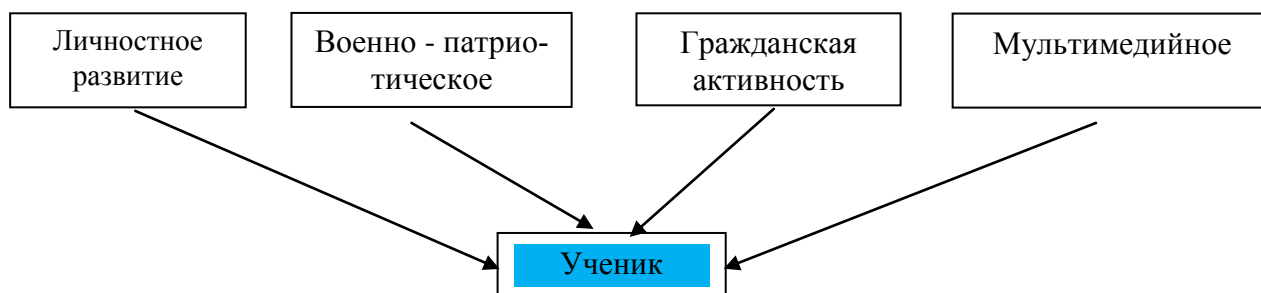 Личностное
развитие
Военно - патрио-
тическое
Гражданская
активность
Мультимедийное
Ученик